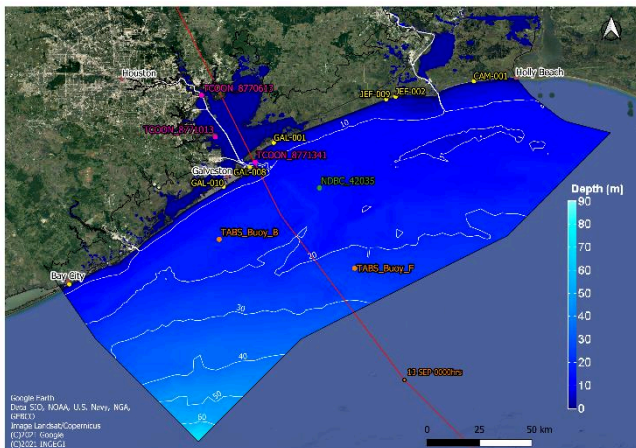 Houston
Holly Beach
CAM-001
JEF-009
JEF-002
TCOON_8770613
TCOON_8771013
GAL-001
TCOON_8771341
Galveston
GAL-008
GAL-010
NDBC_42035
TABS_Buoy_B
TABS_Buoy_F
Bay City
10
20
30
40
50
60
13-SEP-0000hrs
Depth [m]
90
80
70
60
50
40
30
20
10
0
Google Earth
Data SIO, NOAA, U.S. Navy, NGA,
GEBCO
Image Landsat/Copernicus
(C)2021 Google
(C)2021 INGEGI
0 25 50 km